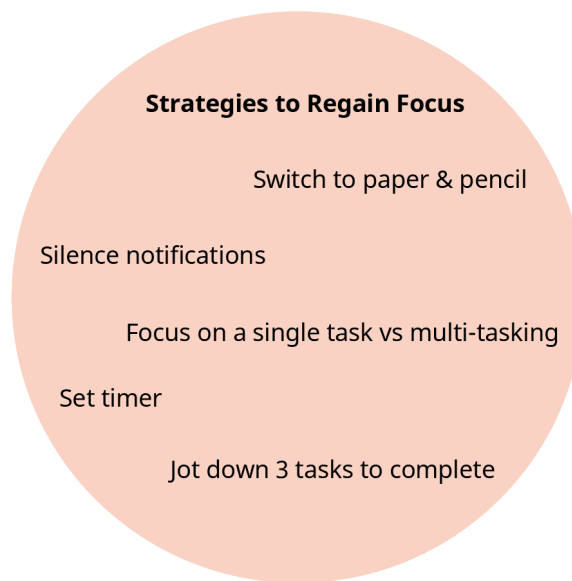 Strategies to Regain Focus
Switch to paper & pencil
Silence notifications
Focus on a single task vs multi-tasking
Set timer
Jot down 3 tasks to complete